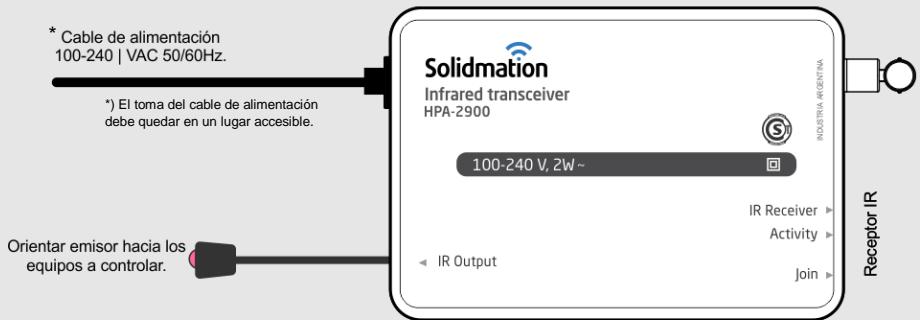 * Cable de alimentación
100-240 | VAC 50/60Hz.
*) El toma del cable de alimentación
debe quedar en un lugar accesible.
Solidmation
Infrared transceiver
HPA-2900
INDUSTRIA ARGENTINA
S
100-240 V, 2W~
IR Receiver
Activity
Join
Receptor IR
Orientar emisor hacia los
equipos a controlar.
IR Output